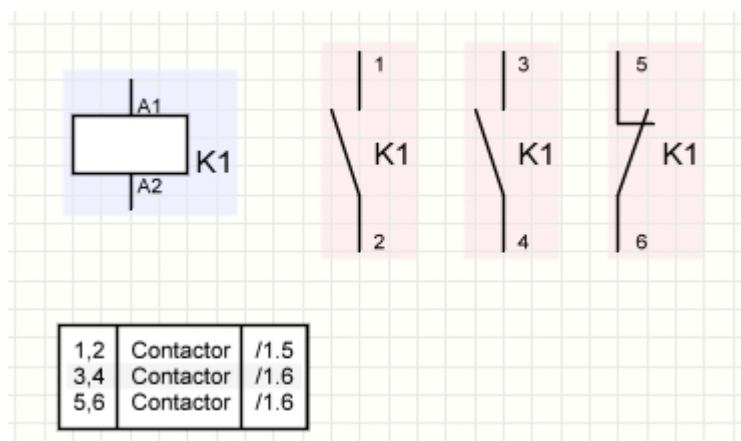 A1
K1
A2
1
K1
2
3
K1
4
5
K1
6
1,2 Contactor /1.5
3,4 Contactor /1.6
5,6 Contactor /1.6